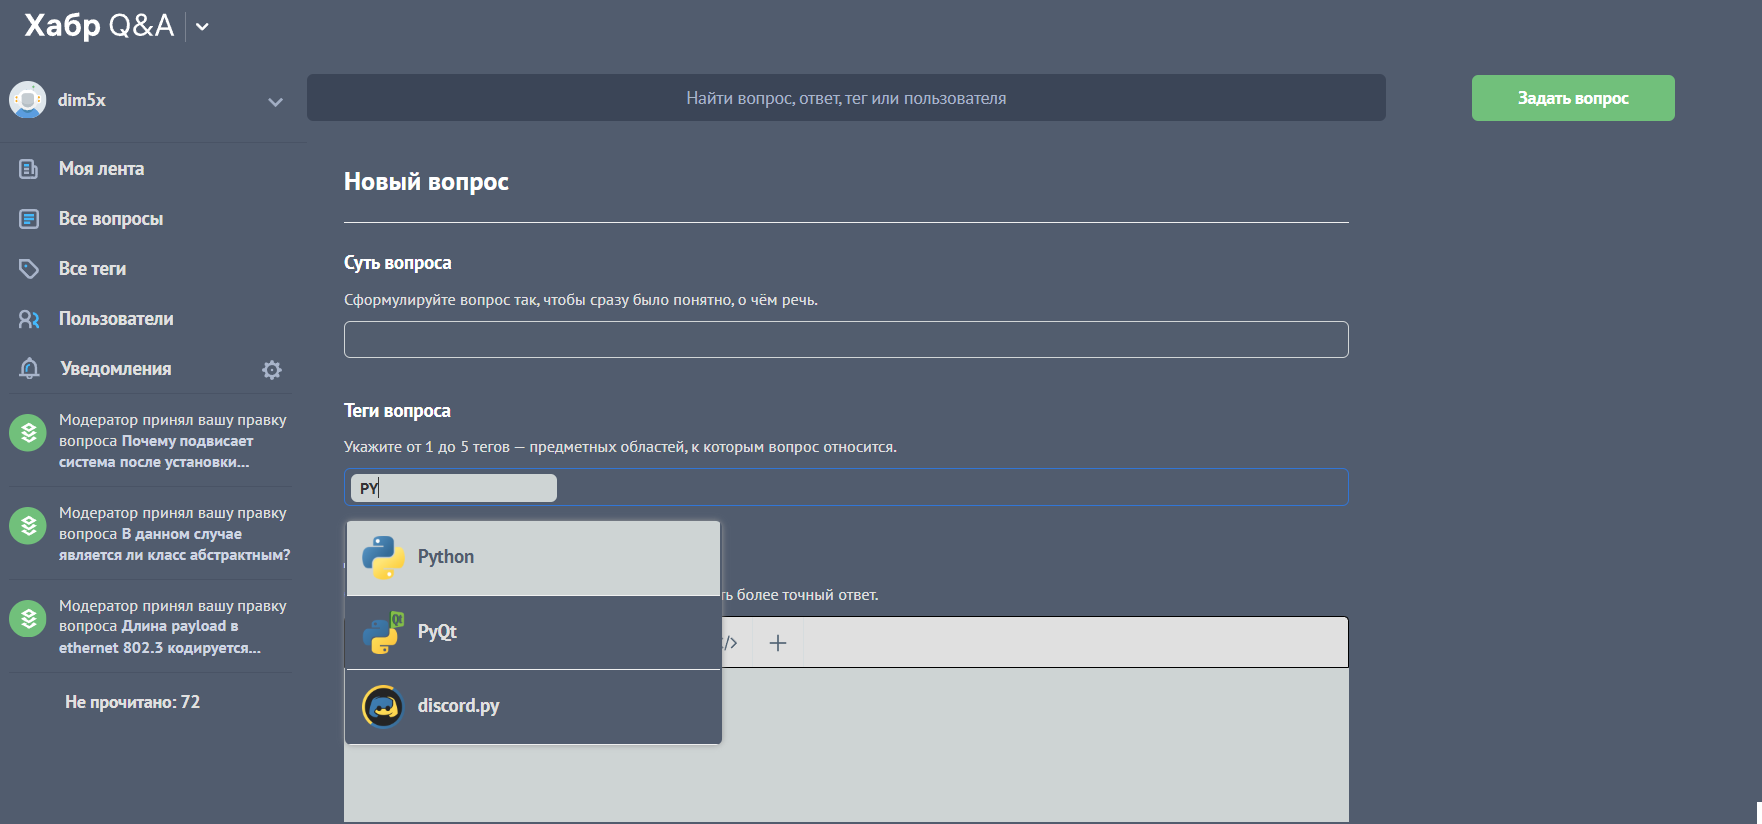 Хабр Q&A
dim5x
Найти вопрос, ответ, тег или пользователя
Задать вопрос
Моя лента
Все вопросы
Все теги
Пользователи
Уведомления
Модератор принял вашу правку
вопроса Почему подвисает
система после установки...
Модератор принял вашу правку
вопроса В данном случае
является ли класс абстрактным?
Модератор принял вашу правку
вопроса Длина payload в
ethernet 802.3 кодируется...
Не прочитано: 72
Новый вопрос
Суть вопроса
Сформулируйте вопрос так, чтобы сразу было понятно, о чём речь.
Теги вопроса
Укажите от 1 до 5 тегов — предметных областей, к которым вопрос относится.
PY
Python
PyQt
discord.py
ть более точный ответ.